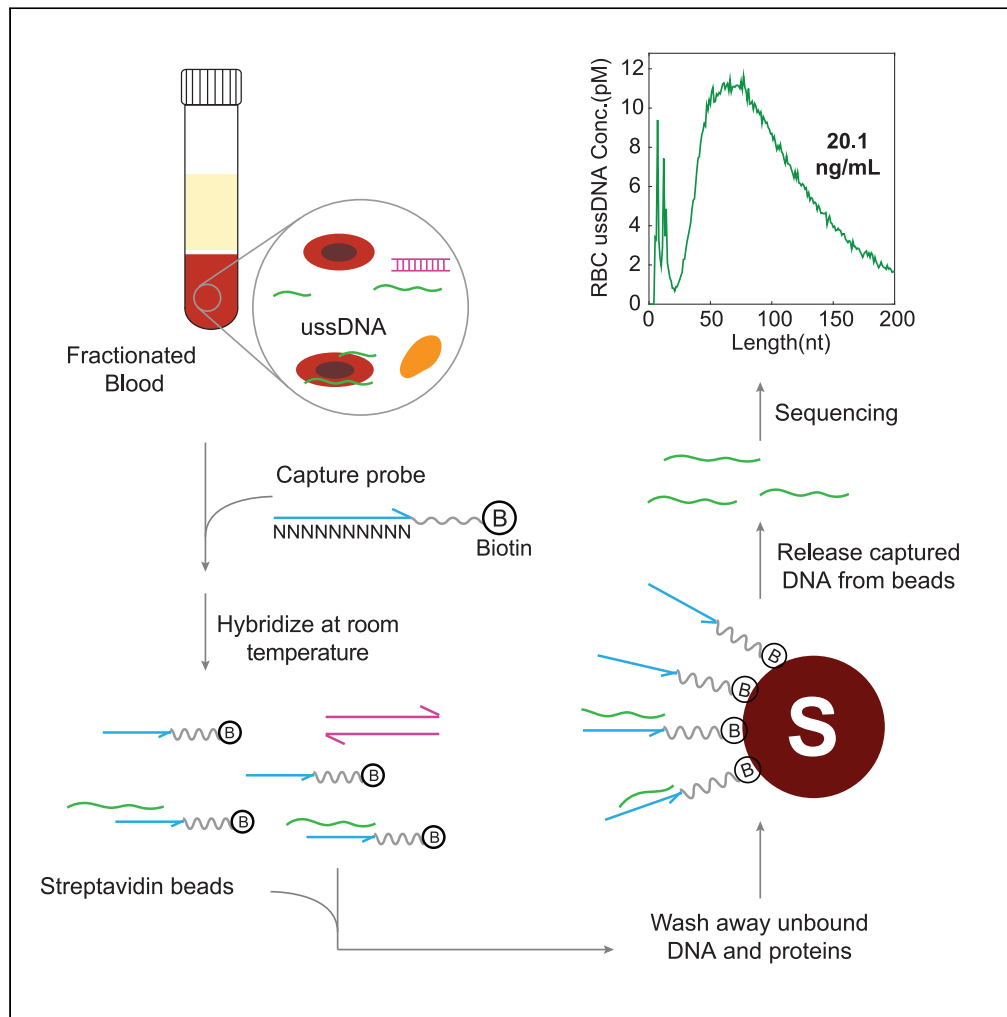 Fractionated
Blood
ussDNA
Capture probe
NNNNNNNNNN
B
Biotin
Hybridize at room
temperature
B
B
B
B
Streptavidin beads
Wash away unbound
DNA and proteins
B
B
B
B
S
Release captured
DNA from beads
Sequencing
RBC ussDNA Conc.(pM)
12
10
8
6
4
2
0
0
50
100
150
200
Length(nt)
20.1
ng/mL